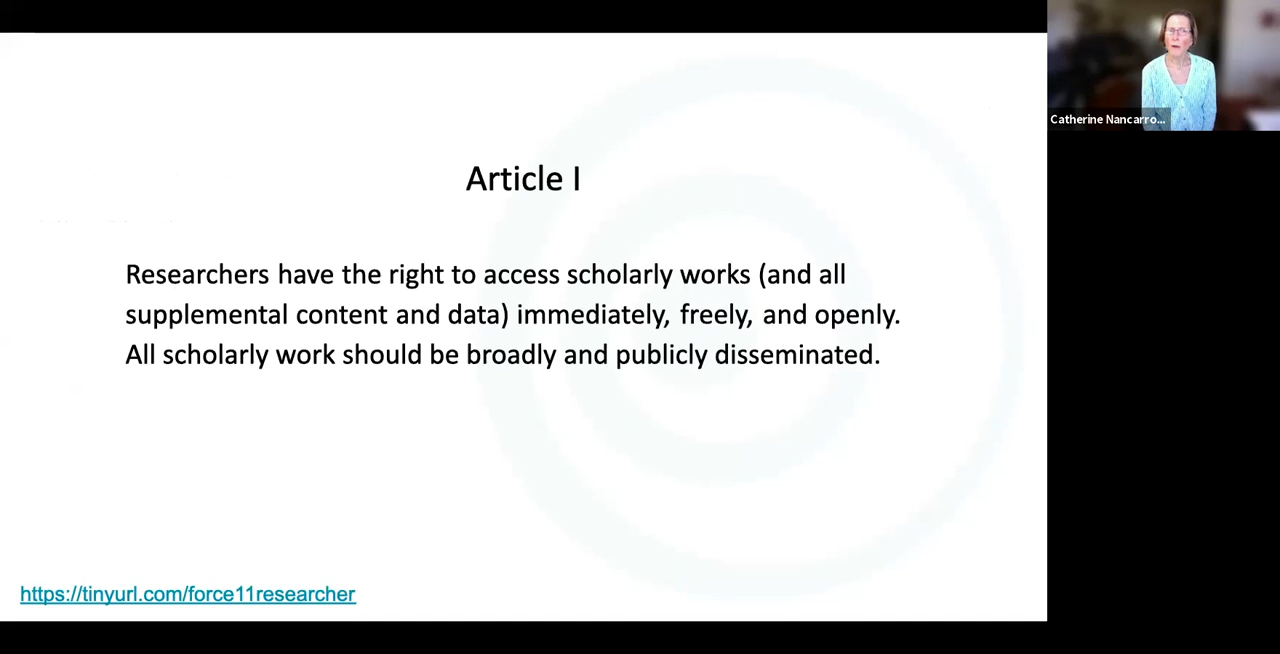 Catherine Nancarro...
Article I
Researchers have the right to access scholarly works (and all
supplemental content and data) immediately, freely, and openly.
All scholarly work should be broadly and publicly disseminated.
https://tinyurl.com/force11researcher